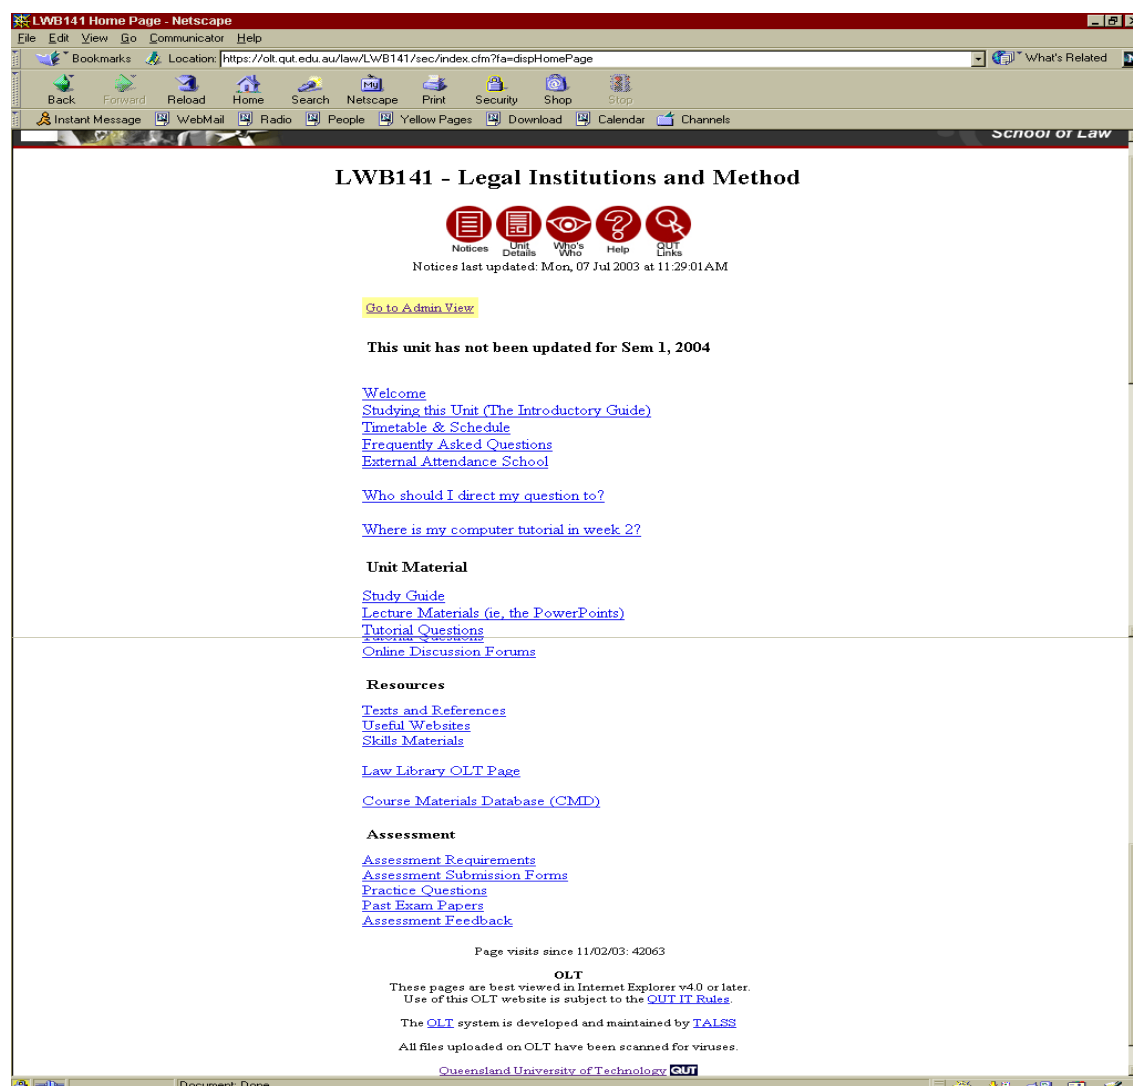 LWB141 Home Page - Netscape
File Edit View Go Communicator Help
Bookmarks Location: https://olt.qut.edu.au/law/LWB141/sec/index.cfm?fa=dispHomePage What's Related
Back Forward Reload Home Search Netscape Print Security Shop Stop
Instant Message WebMail Radio People Yellow Pages Download Calendar Channels
School of Law
LWB141 - Legal Institutions and Method
Notices Unit Details Who's Who Help QUT Links
Notices last updated: Mon, 07 Jul 2003 at 11:29:01AM
Go to Admin View
This unit has not been updated for Sem 1, 2004
Welcome
Studying this Unit (The Introductory Guide)
Timetable & Schedule
Frequently Asked Questions
External Attendance School
Who should I direct my question to?
Where is my computer tutorial in week 2?
Unit Material
Study Guide
Lecture Materials (ie, the PowerPoints)
Tutorial Questions
Tutorial Questions
Online Discussion Forums
Resources
Texts and References
Useful Websites
Skills Materials
Law Library OLT Page
Course Materials Database (CMD)
Assessment
Assessment Requirements
Assessment Submission Forms
Practice Questions
Past Exam Papers
Assessment Feedback
Page visits since 11/02/03: 42063
OLT
These pages are best viewed in Internet Explorer v4.0 or later.
Use of this OLT website is subject to the QUT IT Rules.
The OLT system is developed and maintained by TALSS
All files uploaded on OLT have been scanned for viruses.
Queensland University of Technology QUT
Document: Done